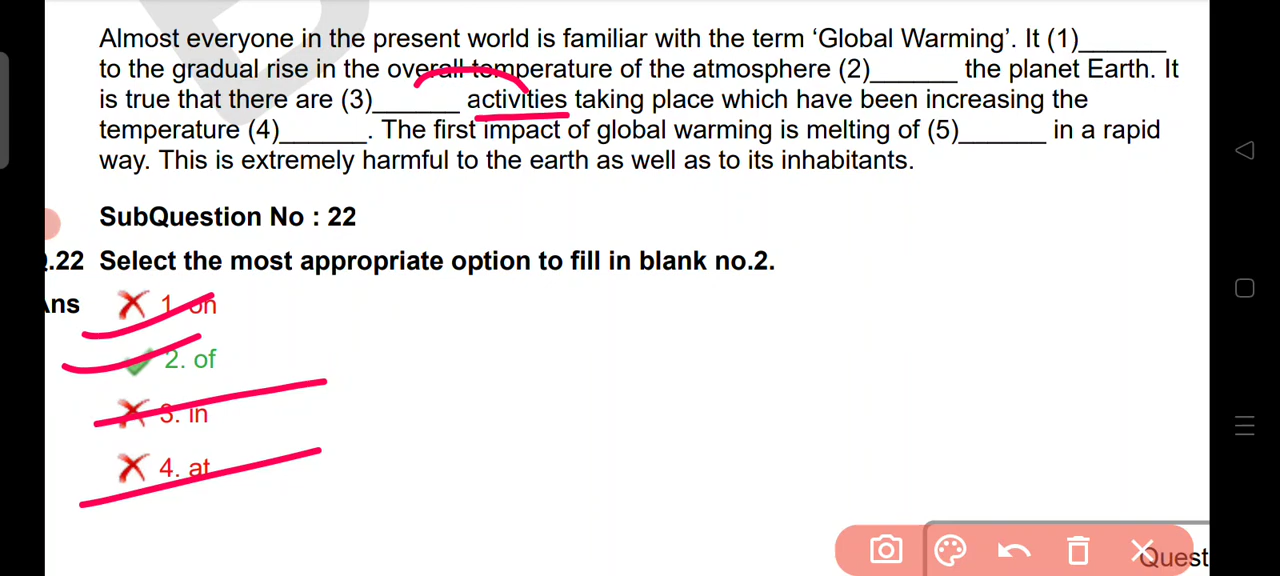 Almost everyone in the present world is familiar with the term ‘Global Warming’. It (1)______
to the gradual rise in the overall temperature of the atmosphere (2)______ the planet Earth. It
is true that there are (3)______ activities taking place which have been increasing the
temperature (4)______. The first impact of global warming is melting of (5)______ in a rapid
way. This is extremely harmful to the earth as well as to its inhabitants.
SubQuestion No : 22
.22 Select the most appropriate option to fill in blank no.2.
Ans 1. on
2. of
3. in
4. at
Quest